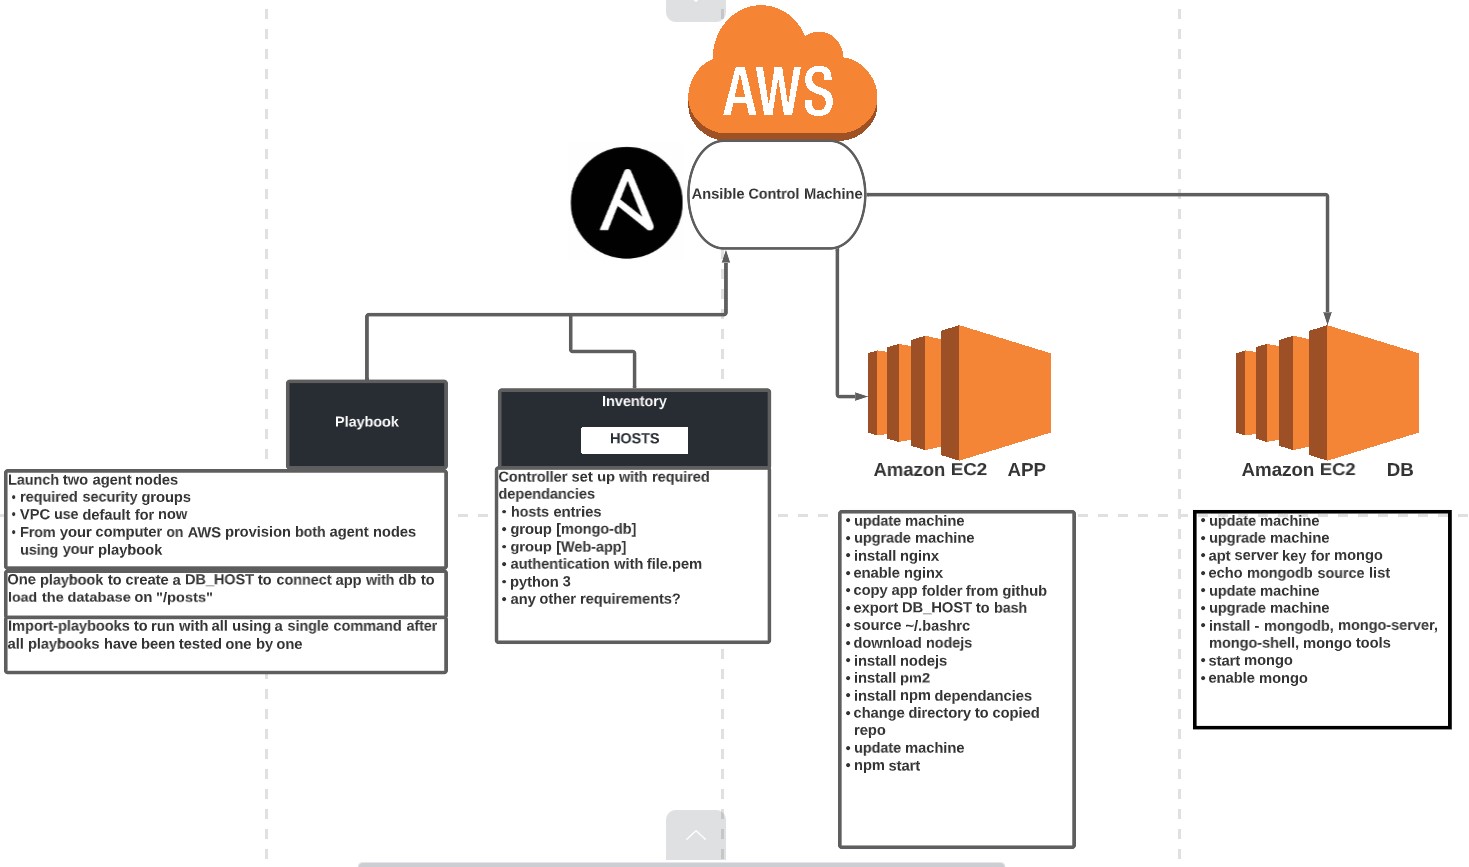 AWS
Ansible Control Machine
Playbook
Launch two agent nodes
• required security groups
• VPC use default for now
• From your computer on AWS provision both agent nodes
using your playbook
One playbook to create a DB_HOST to connect app with db to
load the database on "/posts"
Import-playbooks to run with all using a single command after
all playbooks have been tested one by one
Inventory
HOSTS
Controller set up with required
dependancies
• hosts entries
• group [mongo-db]
• group [Web-app]
• authentication with file.pem
• python 3
• any other requirements?
Amazon EC2 APP
• update machine
• upgrade machine
• install nginx
• enable nginx
• copy app folder from github
• export DB_HOST to bash
• source ~/.bashrc
• download nodejs
• install nodejs
• install pm2
• install npm dependancies
• change directory to copied
repo
• update machine
• npm start
Amazon EC2 DB
• update machine
• upgrade machine
• apt server key for mongo
• echo mongodb source list
• update machine
• upgrade machine
• install - mongodb, mongo-server,
mongo-shell, mongo tools
• start mongo
• enable mongo